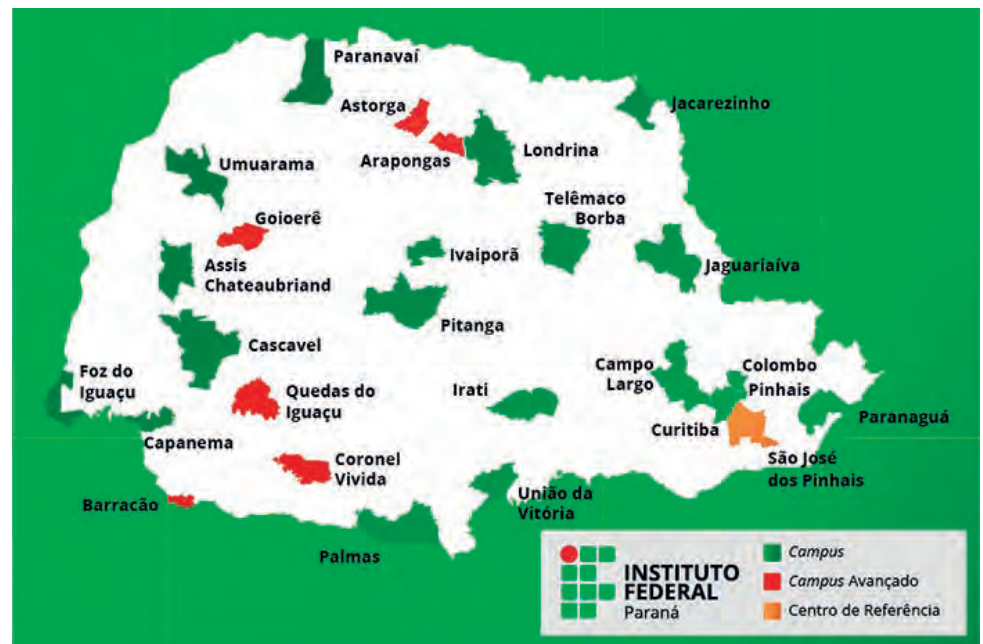 Paranavaí
Astorga
Jacarezinho
Arapongas
Londrina
Umuarama
Telêmaco
Borba
Goioerê
Ivaiporã
Assis
Chateaubriand
Jaguariaíva
Pitanga
Cascavel
Foz do
Iguaçu
Quedas do
Iguaçu
Irati
Campo
Largo
Colombo
Pinhais
Paranaguá
Curitiba
Capanema
São José
dos Pinhais
Coronel
Vivida
Barracão
União da
Vitória
Palmas
INSTITUTO
FEDERAL
Paraná
Campus
Campus Avançado
Centro de Referência